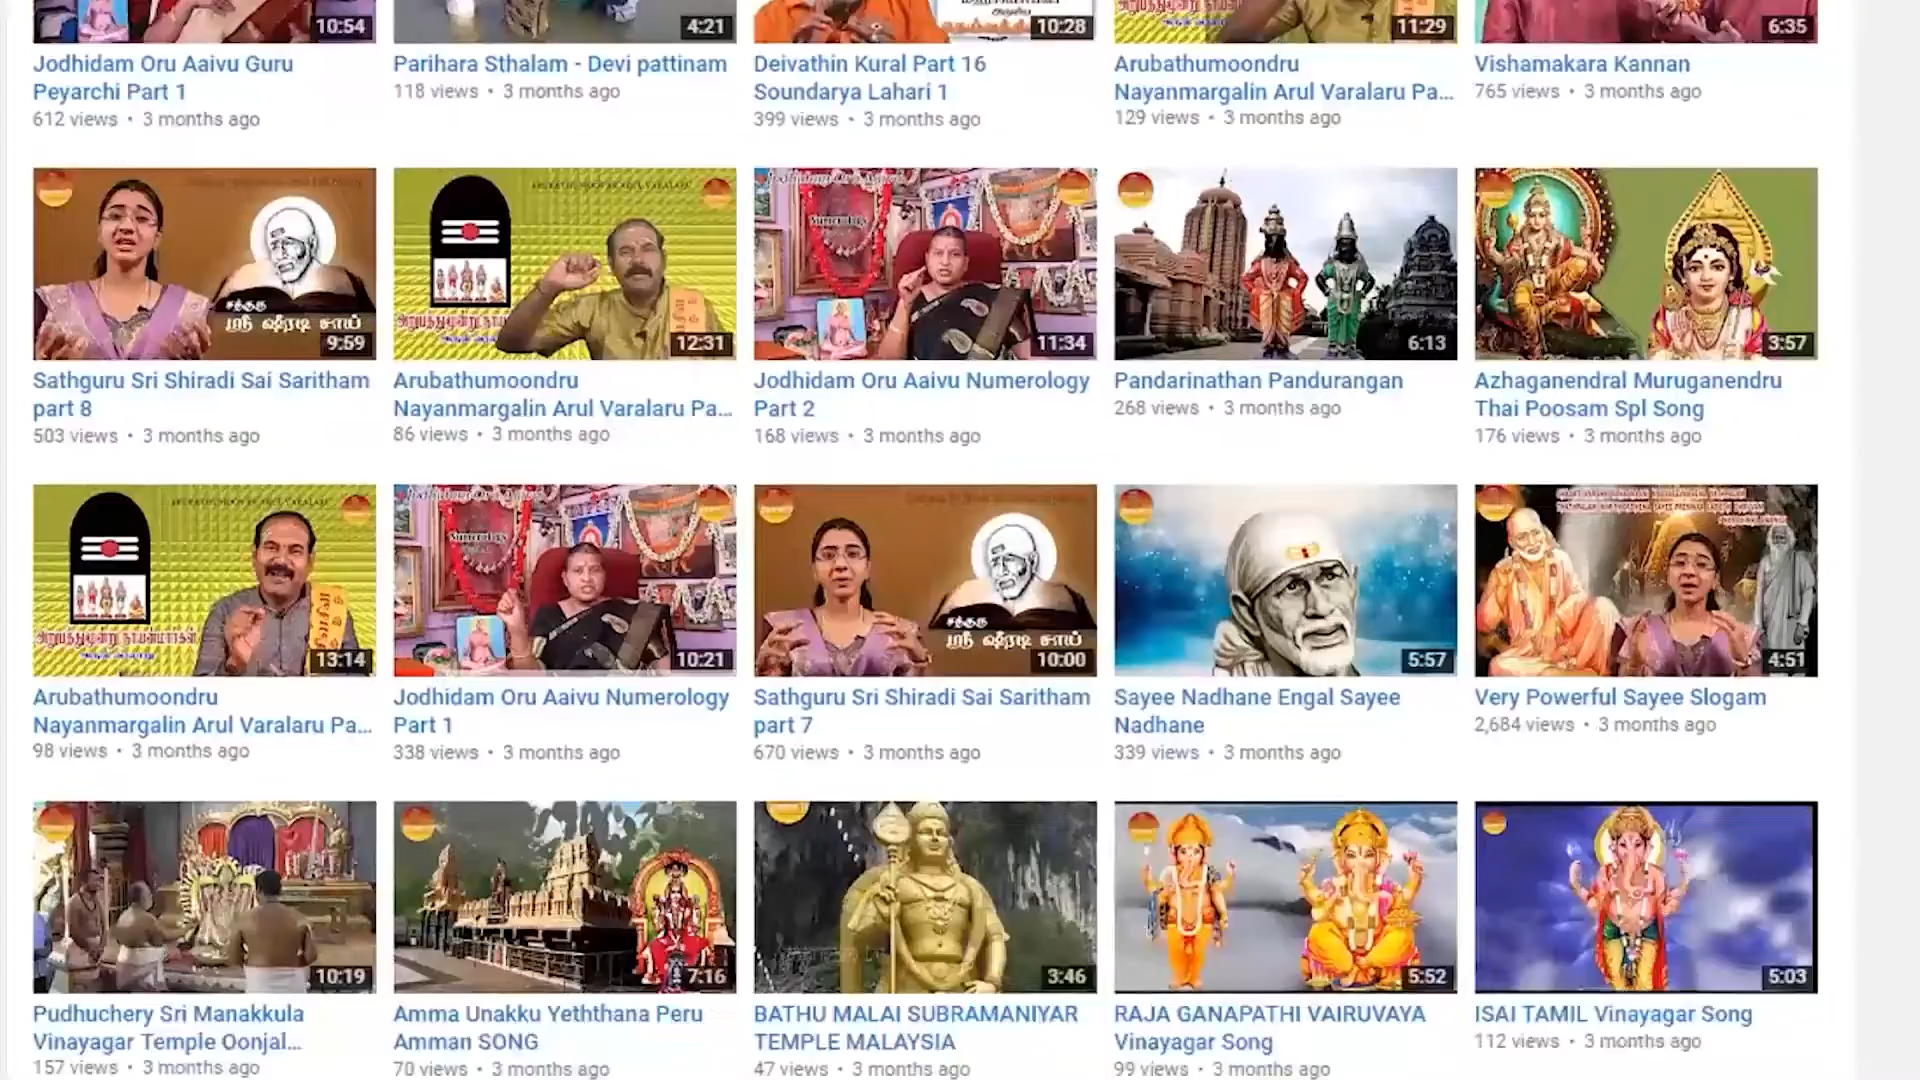 10:54
4:21
10:28
11:29
6:35
Jodhidam Oru Aaivu Guru
Peyarchi Part 1
612 views • 3 months ago
Parihara Sthalam - Devi pattinam
118 views • 3 months ago
Deivathin Kural Part 16
Soundarya Lahari 1
399 views • 3 months ago
Arubathumoondru
Nayanmargalin Arul Varalaru Pa...
129 views • 3 months ago
Vishamakara Kannan
765 views • 3 months ago
சத்குரு
ஸ்ரீ ஷீரடி சாய்
9:59
12:31
Numerology
11:34
6:13
3:57
Sathguru Sri Shiradi Sai Saritham
part 8
503 views • 3 months ago
Arubathumoondru
Nayanmargalin Arul Varalaru Pa...
86 views • 3 months ago
Jodhidam Oru Aaivu Numerology
Part 2
168 views • 3 months ago
Pandarinathan Pandurangan
268 views • 3 months ago
Azhaganendral Muruganendru
Thai Poosam Spl Song
176 views • 3 months ago
அறுபத்துமூன்று நாயன்மார்கள்
13:14
Numerology
10:21
சத்குரு
ஸ்ரீ ஷீரடி சாய்
10:00
5:57
4:51
Arubathumoondru
Nayanmargalin Arul Varalaru Pa...
98 views • 3 months ago
Jodhidam Oru Aaivu Numerology
Part 1
338 views • 3 months ago
Sathguru Sri Shiradi Sai Saritham
part 7
670 views • 3 months ago
Sayee Nadhane Engal Sayee
Nadhane
339 views • 3 months ago
Very Powerful Sayee Slogam
2,684 views • 3 months ago
10:19
7:16
3:46
5:52
5:03
Pudhuchery Sri Manakkula
Vinayagar Temple Oonjal...
157 views • 3 months ago
Amma Unakku Yeththana Peru
Amman SONG
70 views • 3 months ago
BATHU MALAI SUBRAMANIYAR
TEMPLE MALAYSIA
47 views • 3 months ago
RAJA GANAPATHI VAIRUVAYA
Vinayagar Song
99 views • 3 months ago
ISAI TAMIL Vinayagar Song
112 views • 3 months ago